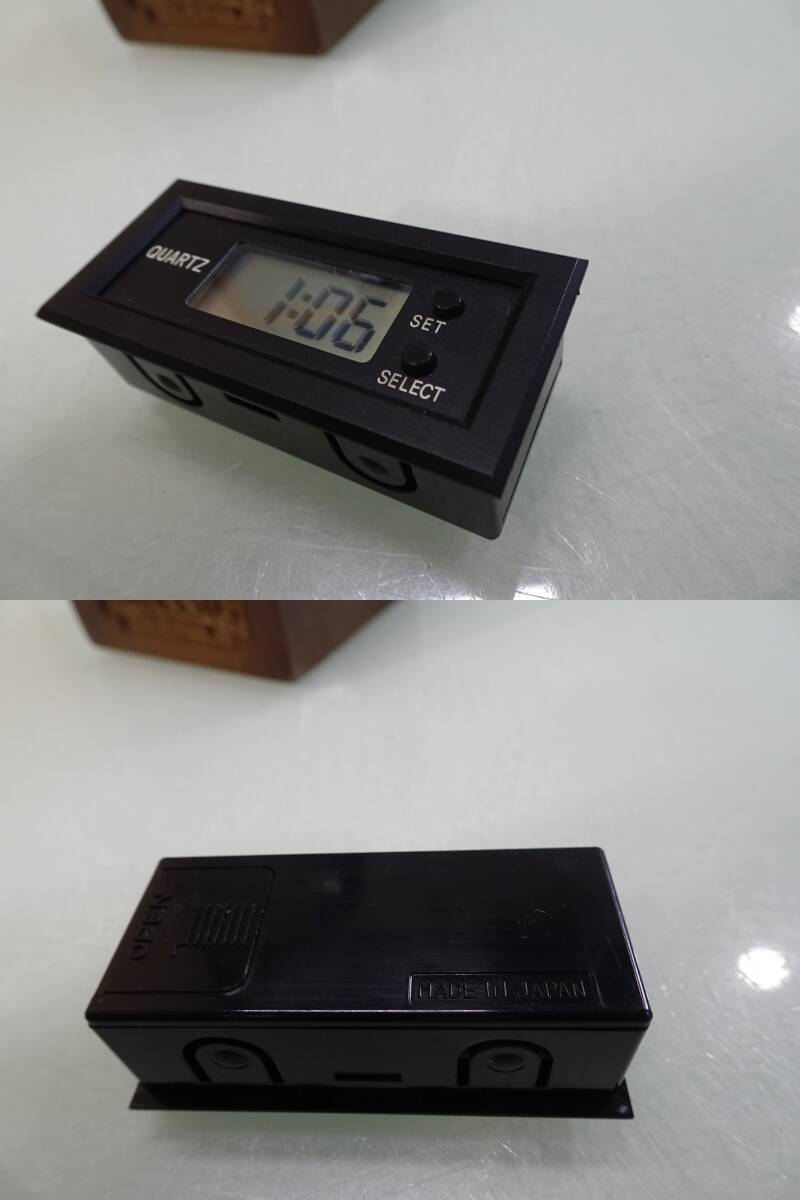 QUARTZ
1:06
SET
SELECT
OPEN
MADE IN JAPAN